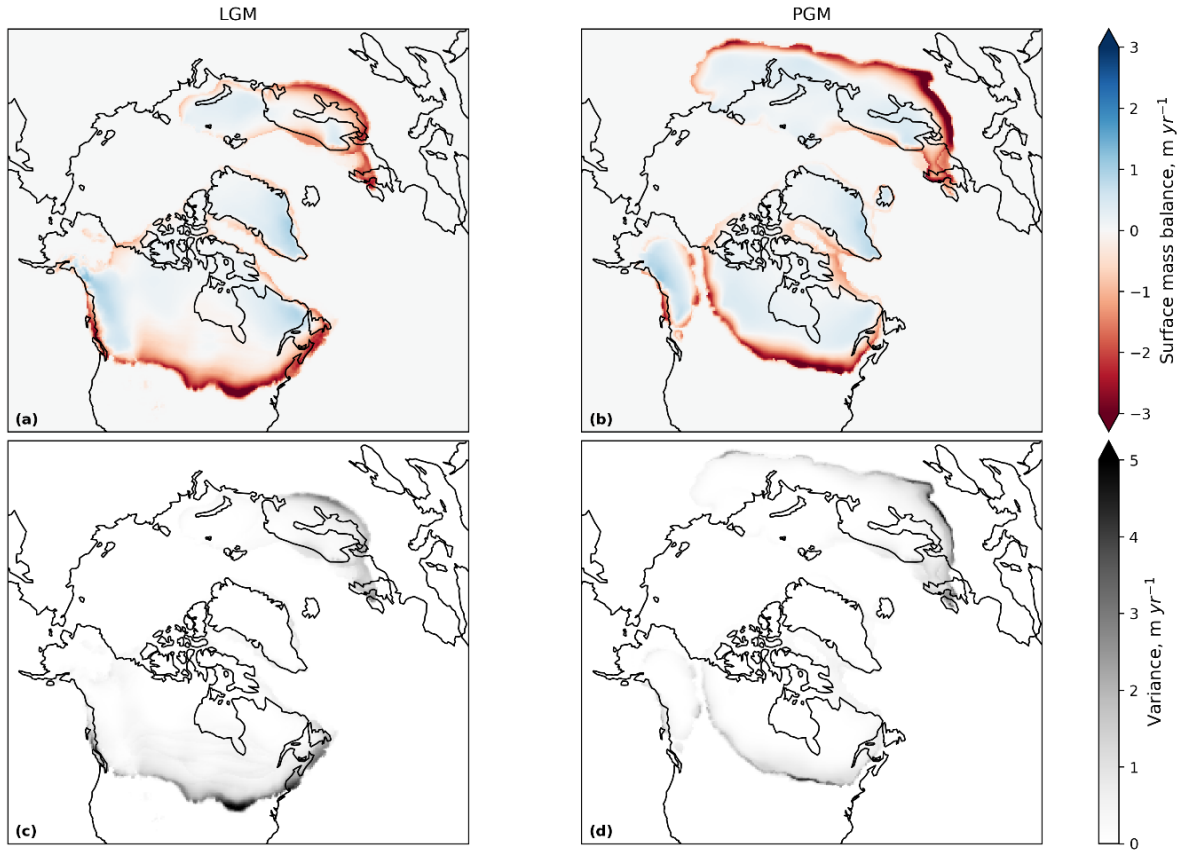 LGM
PGM
(a)
(b)
3
2
1
0
−1
−2
−3
Surface mass balance, m yr⁻¹
(c)
(d)
5
4
3
2
1
0
Variance, m yr⁻¹